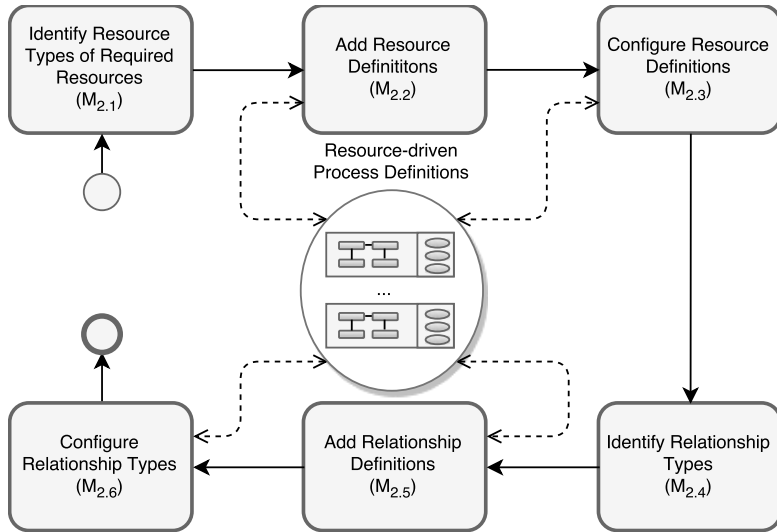 Identify Resource
Types of Required
Resources
(M2.1)
Add Resource
Definititons
(M2.2)
Configure Resource
Definitions
(M2.3)
Resource-driven
Process Definitions
...
Configure
Relationship Types
(M2.6)
Add Relationship
Definitions
(M2.5)
Identify Relationship
Types
(M2.4)